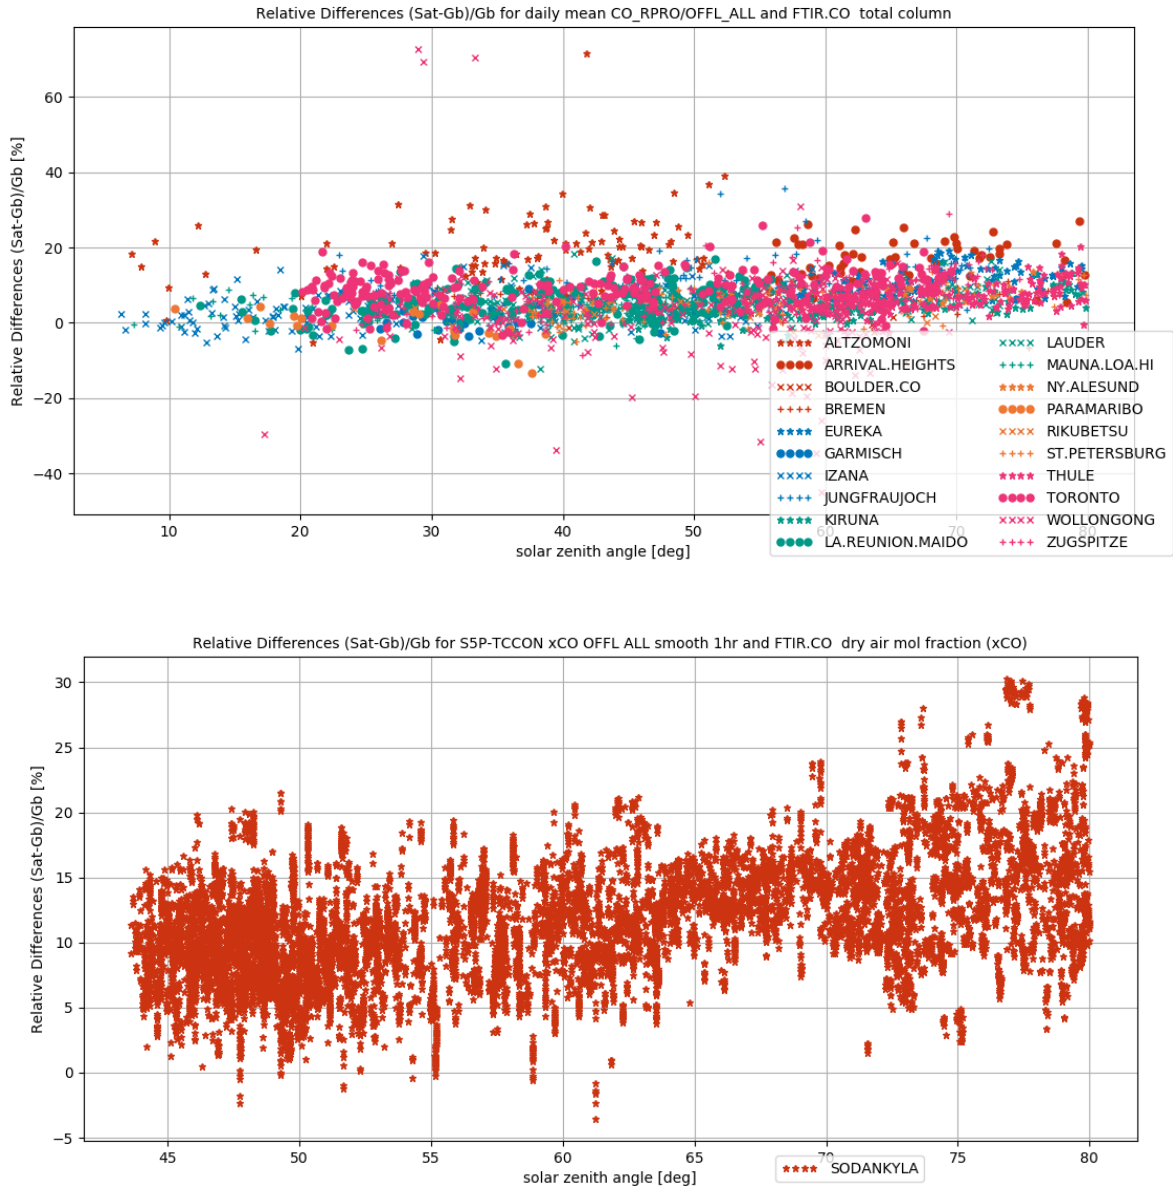 Relative Differences (Sat-Gb)/Gb for daily mean CO_RPRO/OFFL_ALL and FTIR.CO  total column
Relative Differences (Sat-Gb)/Gb [%]
60
40
20
0
−20
−40
10
20
30
40
50
60
70
80
solar zenith angle [deg]
ALTZOMONI
ARRIVAL.HEIGHTS
BOULDER.CO
BREMEN
EUREKA
GARMISCH
IZANA
JUNGFRAUJOCH
KIRUNA
LA.REUNION.MAIDO
LAUDER
MAUNA.LOA.HI
NY.ALESUND
PARAMARIBO
RIKUBETSU
ST.PETERSBURG
THULE
TORONTO
WOLLONGONG
ZUGSPITZE
Relative Differences (Sat-Gb)/Gb for S5P-TCCON xCO OFFL ALL smooth 1hr and FTIR.CO  dry air mol fraction (xCO)
Relative Differences (Sat-Gb)/Gb [%]
30
25
20
15
10
5
0
−5
45
50
55
60
65
70
75
80
solar zenith angle [deg]
SODANKYLA